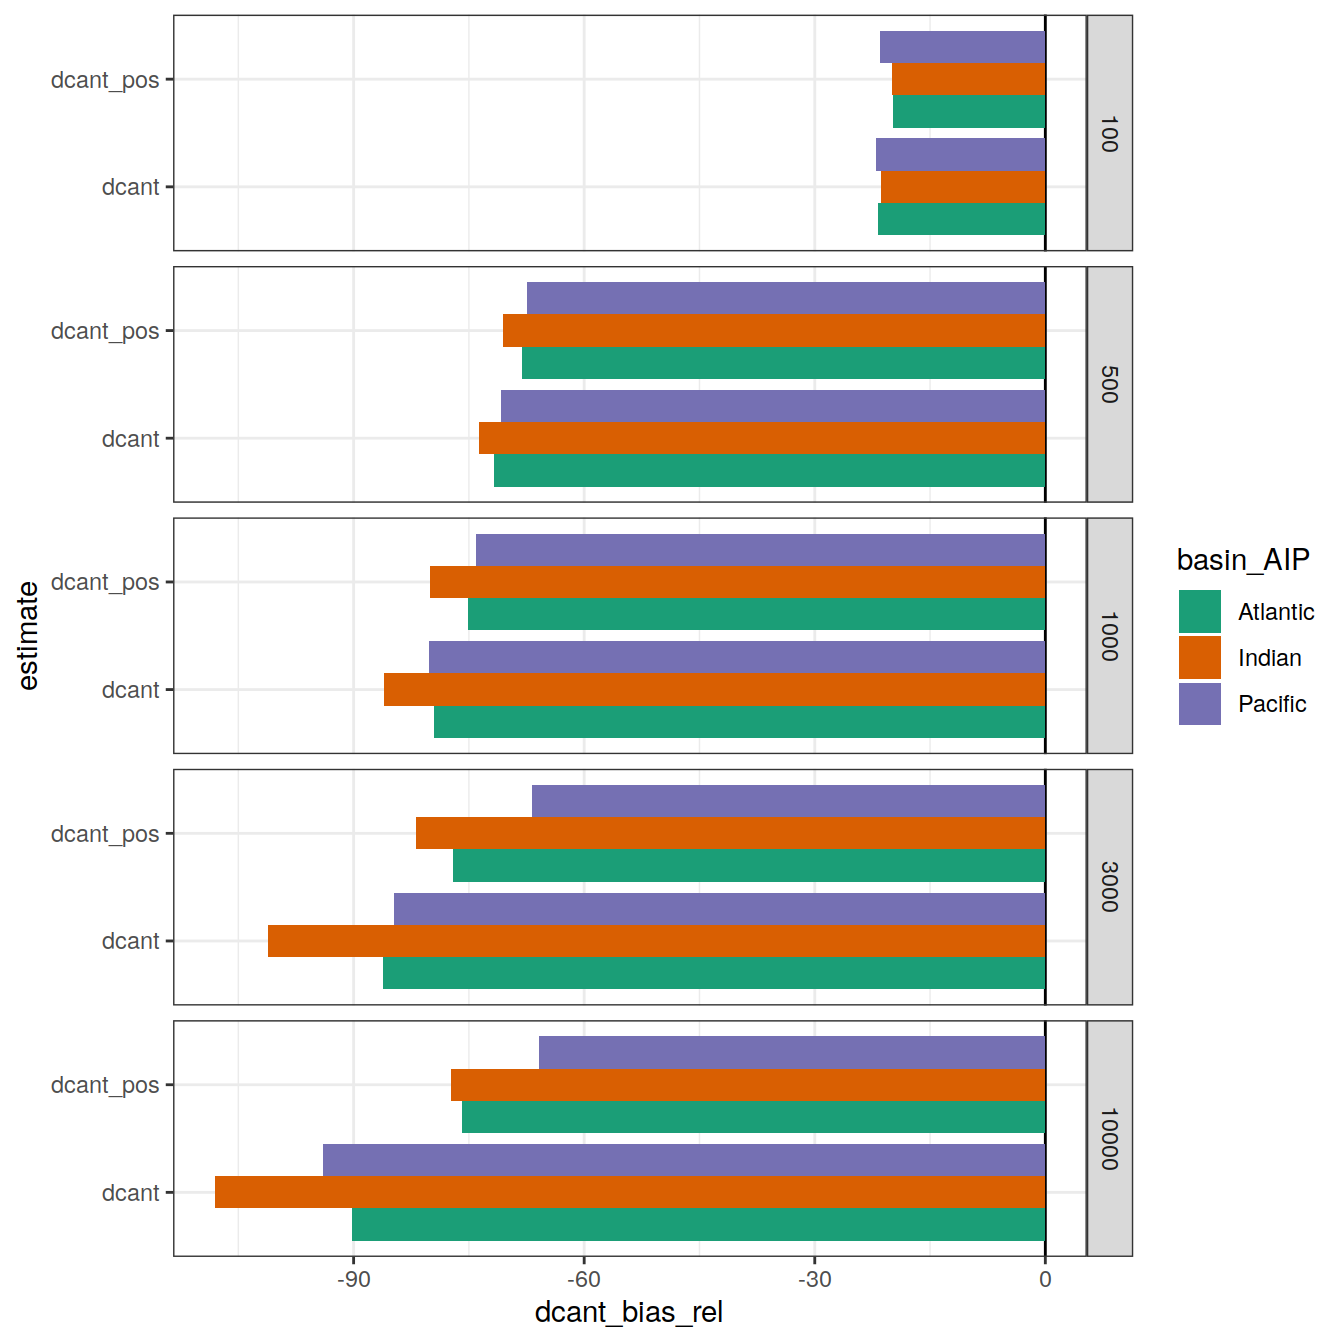 dcant_pos
dcant
100
dcant_pos
dcant
500
dcant_pos
dcant
1000
dcant_pos
dcant
3000
dcant_pos
dcant
10000
estimate
-90
-60
-30
0
dcant_bias_rel
basin_AIP
Atlantic
Indian
Pacific